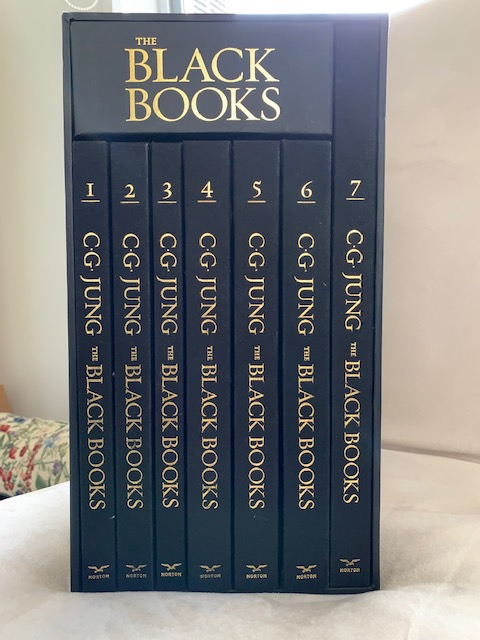 THE
BLACK
BOOKS
1
C·G·JUNG THE BLACK BOOKS
NORTON
2
C·G·JUNG THE BLACK BOOKS
NORTON
3
C·G·JUNG THE BLACK BOOKS
NORTON
4
C·G·JUNG THE BLACK BOOKS
NORTON
5
C·G·JUNG THE BLACK BOOKS
NORTON
6
C·G·JUNG THE BLACK BOOKS
NORTON
7
C·G·JUNG THE BLACK BOOKS
NORTON